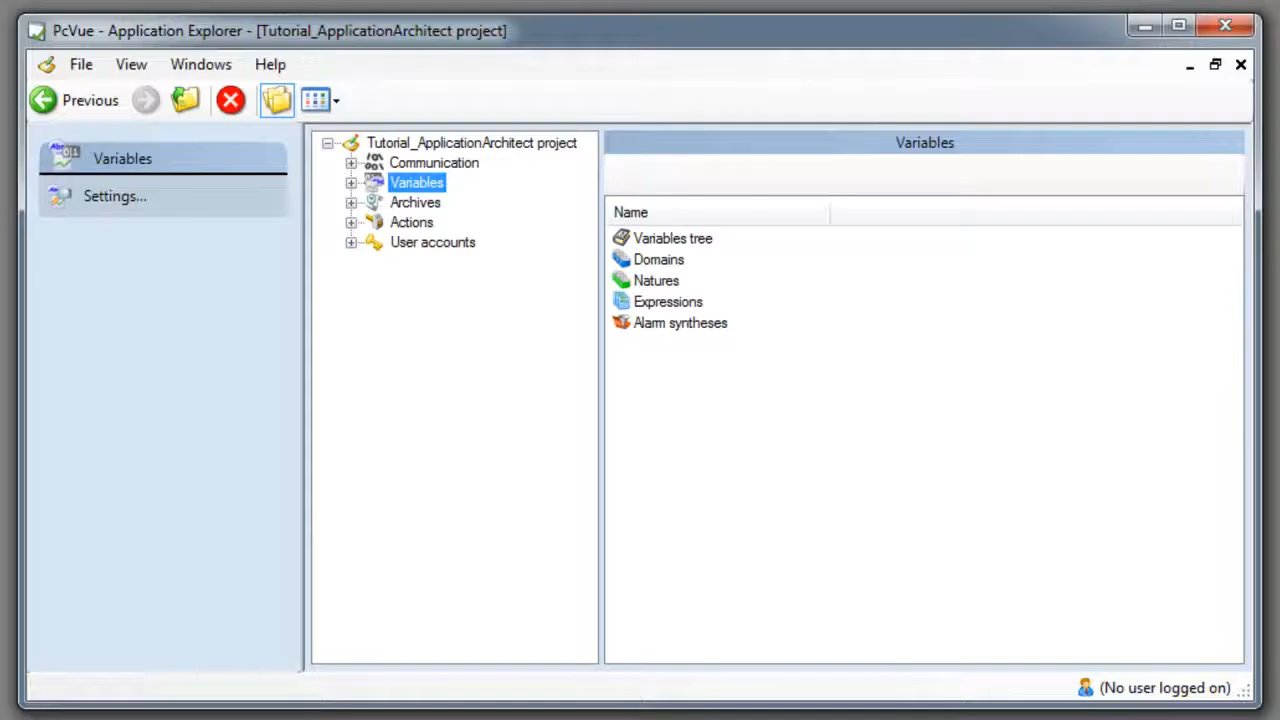 PcVue - Application Explorer - [Tutorial_ApplicationArchitect project]
File View Windows Help
Previous
Variables
Settings...
Tutorial_ApplicationArchitect project
Communication
Variables
Archives
Actions
User accounts
Variables
Name
Variables tree
Domains
Natures
Expressions
Alarm syntheses
(No user logged on)